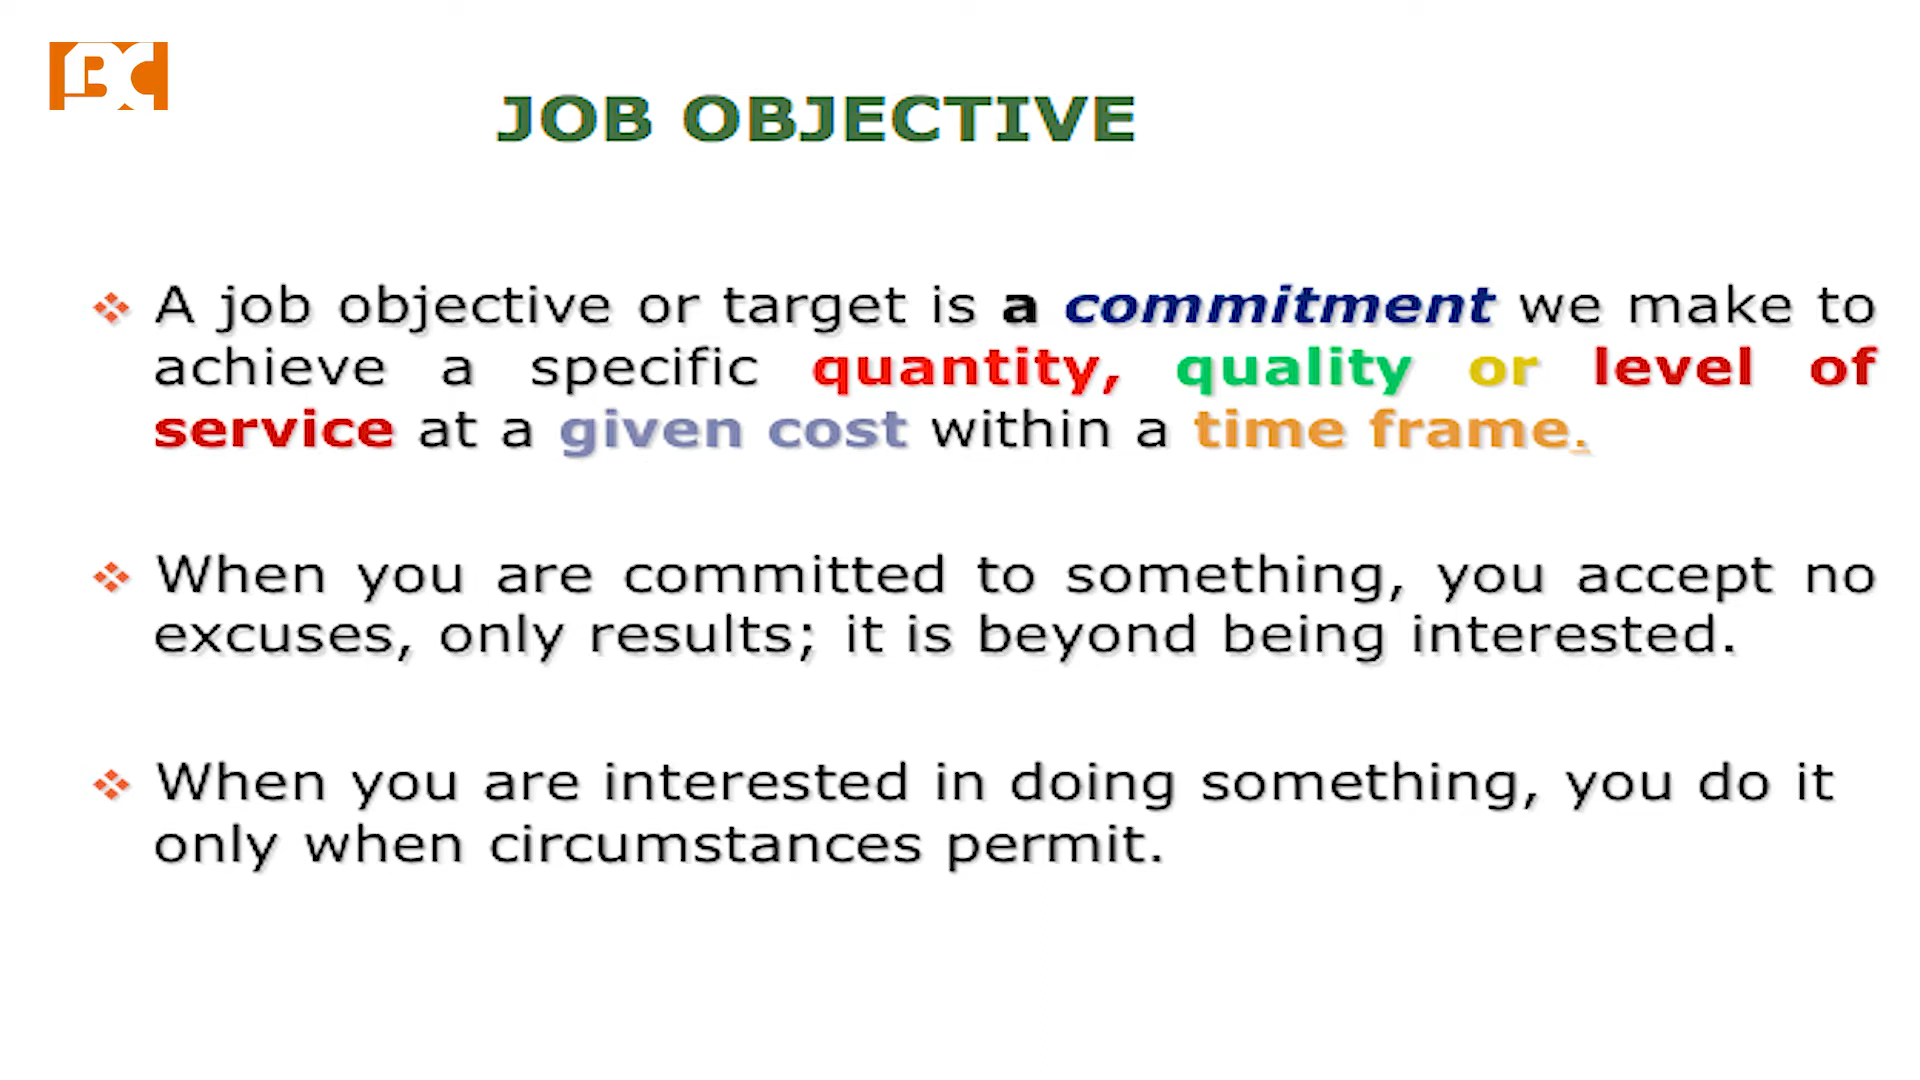 BC
JOB OBJECTIVE
A job objective or target is a commitment we make to
achieve a specific quantity, quality or level of
service at a given cost within a time frame.
When you are committed to something, you accept no
excuses, only results; it is beyond being interested.
When you are interested in doing something, you do it
only when circumstances permit.